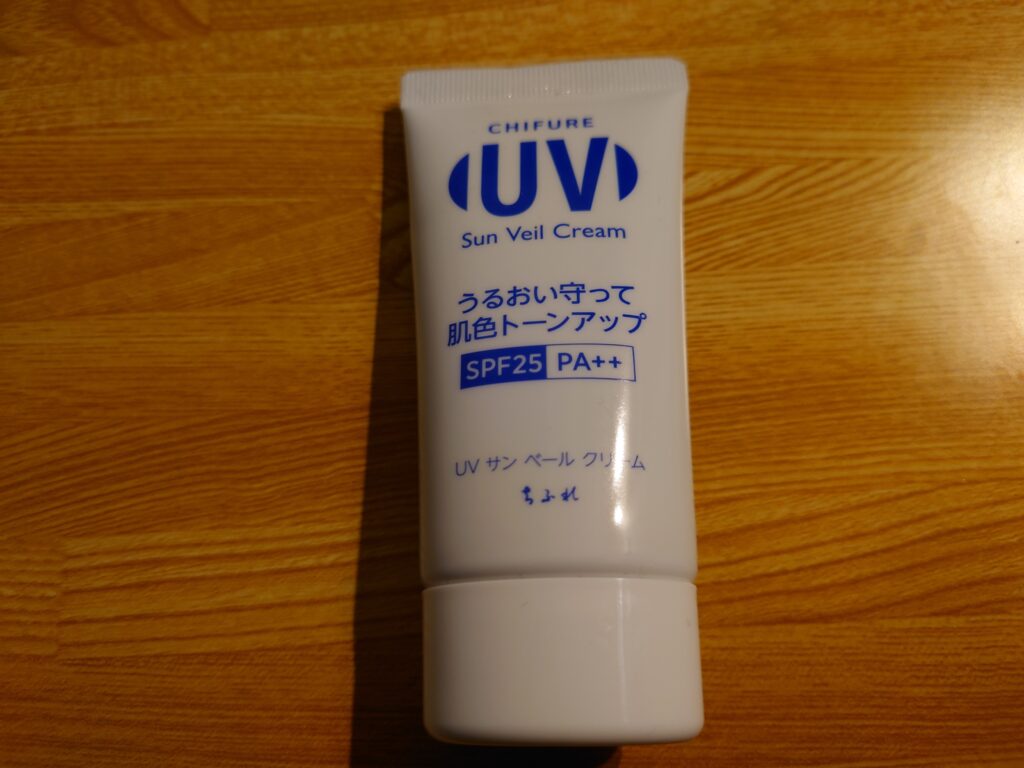 CHIFURE
UV
Sun Veil Cream
うるおい守って
肌色トーンアップ
SPF25 PA++
UV サン ベール クリーム
ちふれ